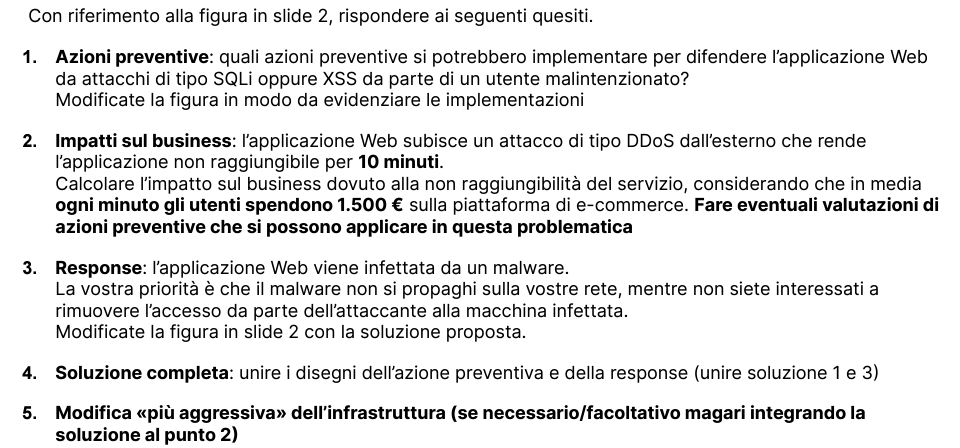 Con riferimento alla figura in slide 2, rispondere ai seguenti quesiti.
1. Azioni preventive: quali azioni preventive si potrebbero implementare per difendere l’applicazione Web
da attacchi di tipo SQLi oppure XSS da parte di un utente malintenzionato?
Modificate la figura in modo da evidenziare le implementazioni
2. Impatti sul business: l’applicazione Web subisce un attacco di tipo DDoS dall’esterno che rende
l’applicazione non raggiungibile per 10 minuti.
Calcolare l’impatto sul business dovuto alla non raggiungibilità del servizio, considerando che in media
ogni minuto gli utenti spendono 1.500 € sulla piattaforma di e-commerce. Fare eventuali valutazioni di
azioni preventive che si possono applicare in questa problematica
3. Response: l’applicazione Web viene infettata da un malware.
La vostra priorità è che il malware non si propaghi sulla vostre rete, mentre non siete interessati a
rimuovere l’accesso da parte dell’attaccante alla macchina infettata.
Modificate la figura in slide 2 con la soluzione proposta.
4. Soluzione completa: unire i disegni dell’azione preventiva e della response (unire soluzione 1 e 3)
5. Modifica «più aggressiva» dell’infrastruttura (se necessario/facoltativo magari integrando la
soluzione al punto 2)